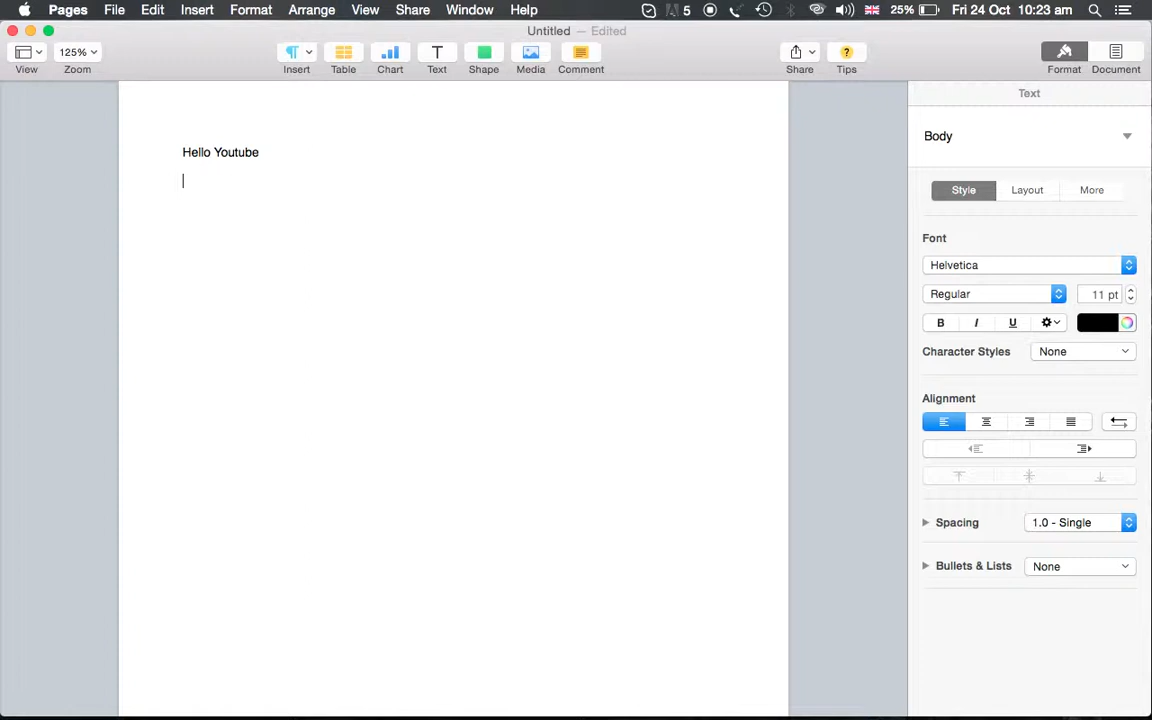 Pages File Edit Insert Format Arrange View Share Window Help 5 25% Fri 24 Oct 10:23 am
Untitled — Edited
125%
View Zoom Insert Table Chart Text Shape Media Comment Share Tips Format Document
Text
Body
Hello Youtube
Style Layout More
Font
Helvetica
Regular 11 pt
B I U
Character Styles None
Alignment
Spacing 1.0 - Single
Bullets & Lists None